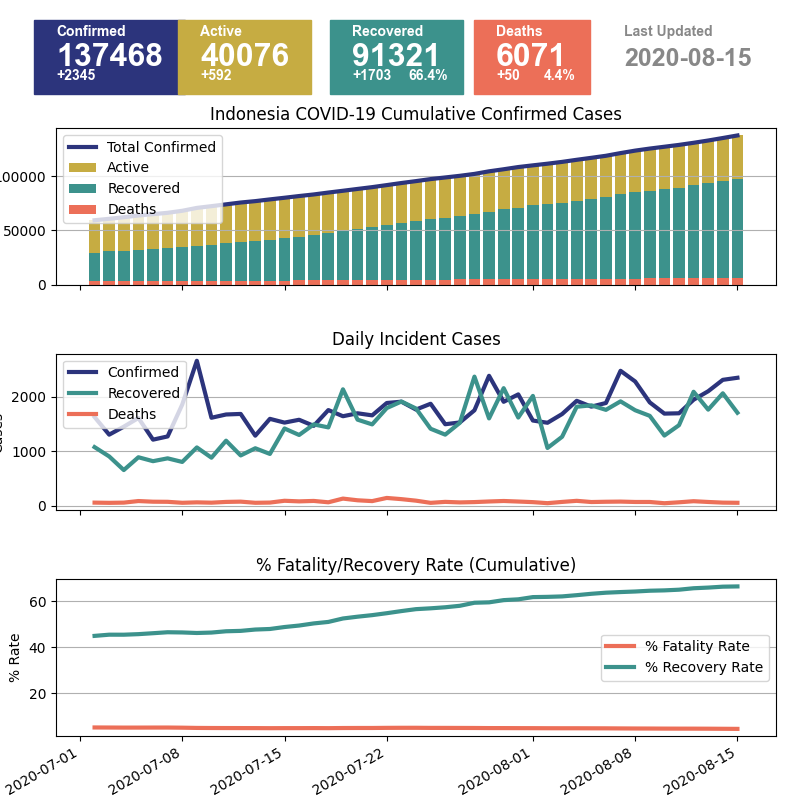 Confirmed
137468
+2345
Active
40076
+592
Recovered
91321
+1703 66.4%
Deaths
6071
+50 4.4%
Last Updated
2020-08-15
Indonesia COVID-19 Cumulative Confirmed Cases
Total Confirmed
Active
Recovered
Deaths
100000
50000
0
Daily Incident Cases
Confirmed
Recovered
Deaths
2000
1000
0
% Fatality/Recovery Rate (Cumulative)
% Rate
60
40
20
% Fatality Rate
% Recovery Rate
2020-07-01
2020-07-08
2020-07-15
2020-07-22
2020-08-01
2020-08-08
2020-08-15